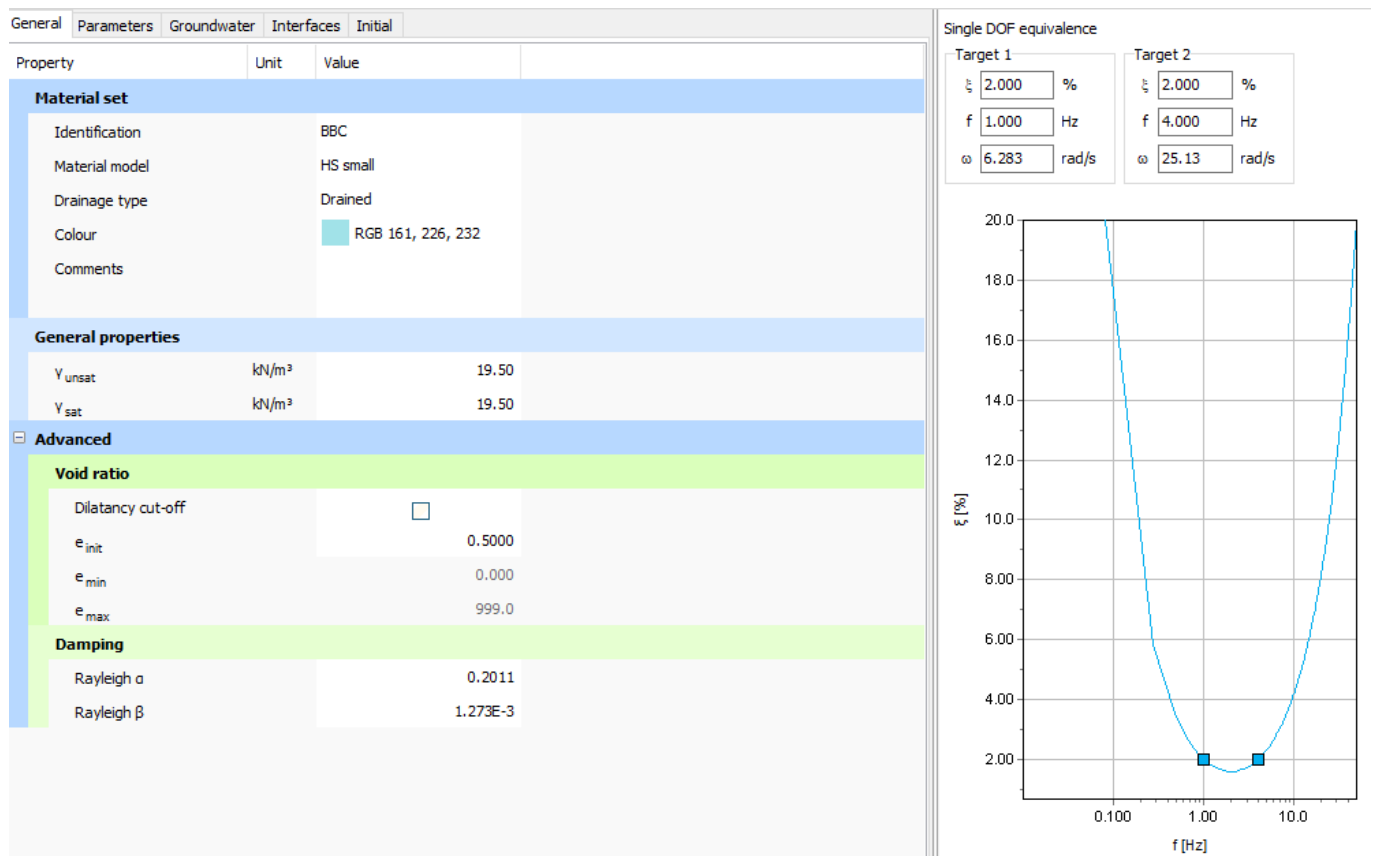 General Parameters Groundwater Interfaces Initial
Property Unit Value
Material set
Identification BBC
Material model HS small
Drainage type Drained
Colour RGB 161, 226, 232
Comments
General properties
γ unsat kN/m³ 19.50
γ sat kN/m³ 19.50
Advanced
Void ratio
Dilatancy cut-off
e init 0.5000
e min 0.000
e max 999.0
Damping
Rayleigh α 0.2011
Rayleigh β 1.273E-3
Single DOF equivalence
Target 1 Target 2
ξ 2.000 % ξ 2.000 %
f 1.000 Hz f 4.000 Hz
ω 6.283 rad/s ω 25.13 rad/s
20.0
18.0
16.0
14.0
12.0
10.0
8.00
6.00
4.00
2.00
ξ [%]
0.100 1.00 10.0
f [Hz]